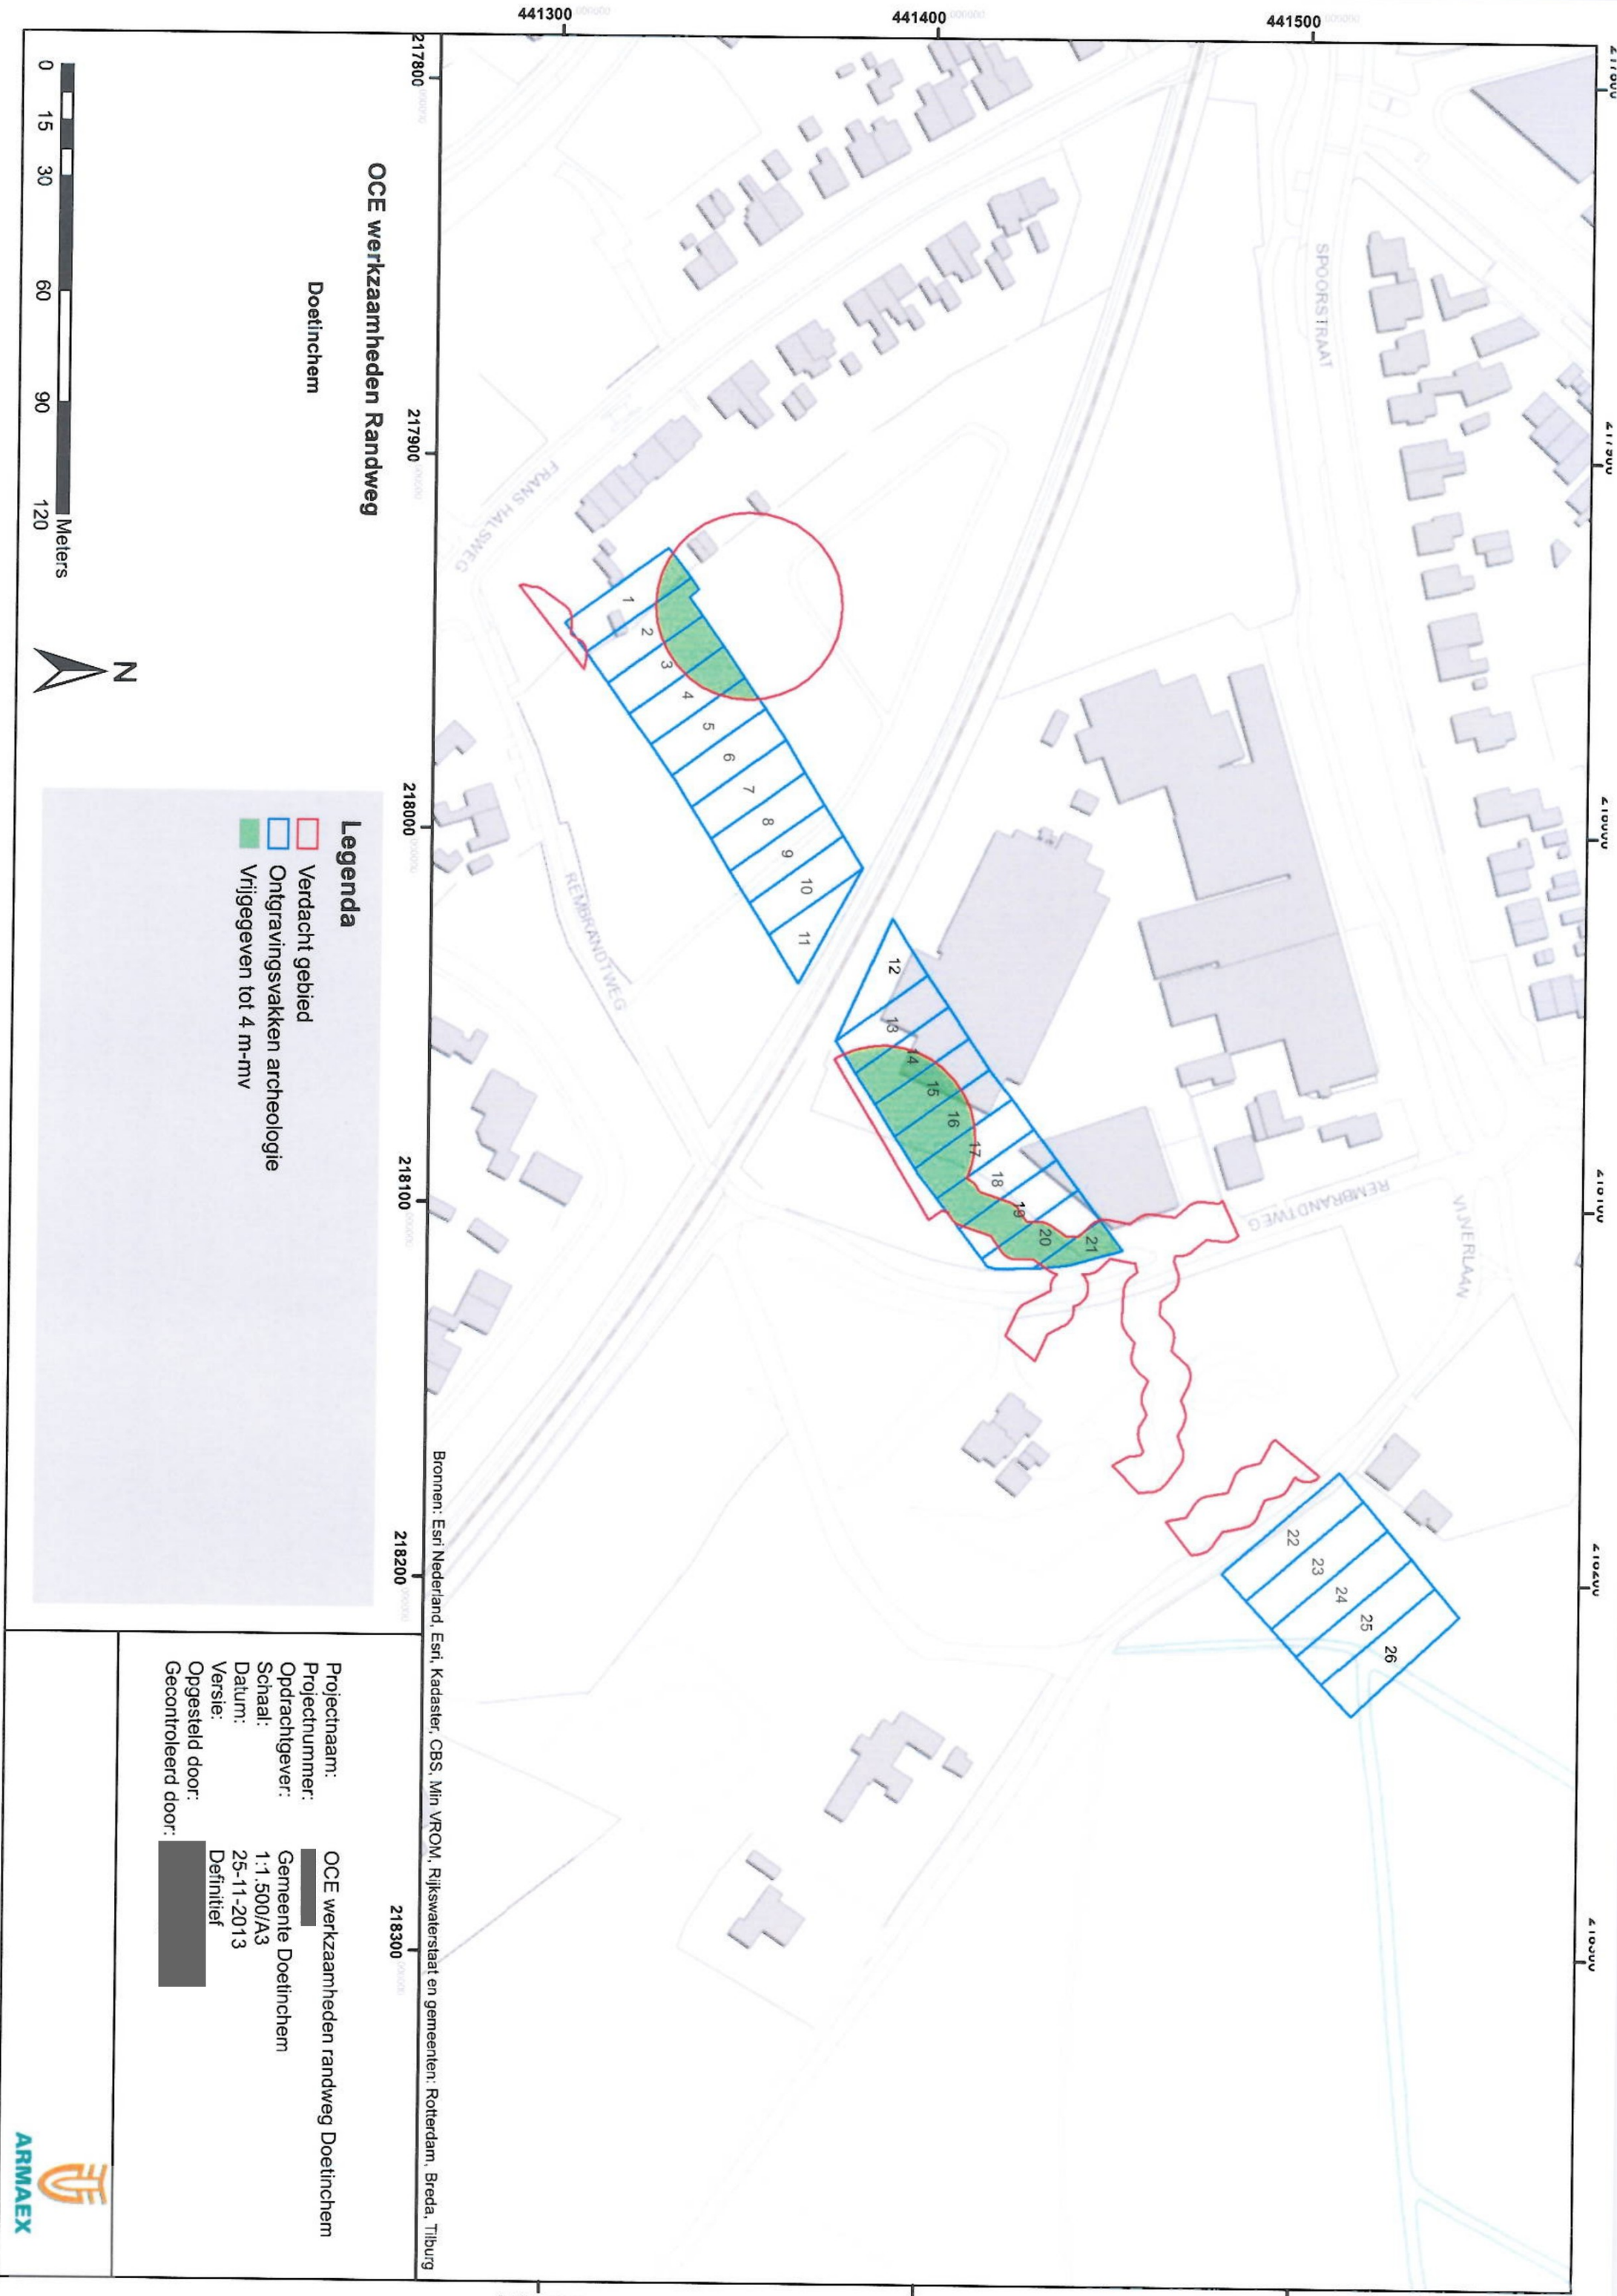 441300
441400
441500
217800
217900
218000
218100
218200
218300
SPOORSTRAAT
FRANS HALSWEG
REMBRANDTWEG
REMBRANDTWEG
VIJVERLAAN
1
2
3
4
5
6
7
8
9
10
11
12
13
14
15
16
17
18
19
20
21
22
23
24
25
26
Bronnen: Esri Nederland, Esri, Kadaster, CBS, Min VROM, Rijkswaterstaat en gemeenten: Rotterdam, Breda, Tilburg
OCE werkzaamheden Randweg
Doetinchem
0 15 30 60 90 120
Meters
N
Legenda
Verdacht gebied
Ontgravingsvakken archeologie
Vrijgegeven tot 4 m-mv
Projectnaam: OCE werkzaamheden randweg Doetinchem
Projectnummer:
Opdrachtgever: Gemeente Doetinchem
Schaal: 1:1.500/A3
Datum: 25-11-2013
Versie: Definitief
Opgesteld door:
Gecontroleerd door:
ARMAEX